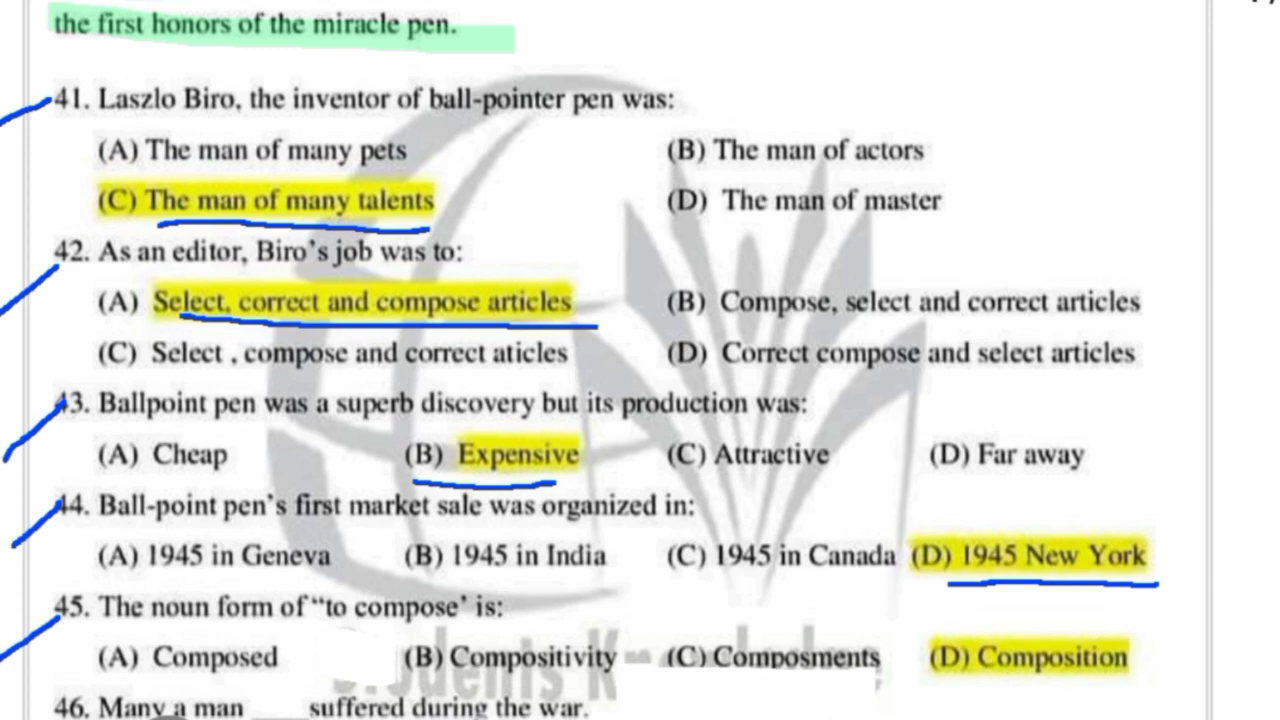 the first honors of the miracle pen.
41. Laszlo Biro, the inventor of ball-pointer pen was:
(A) The man of many pets (B) The man of actors
(C) The man of many talents (D) The man of master
42. As an editor, Biro's job was to:
(A) Select, correct and compose articles (B) Compose, select and correct articles
(C) Select , compose and correct aticles (D) Correct compose and select articles
43. Ballpoint pen was a superb discovery but its production was:
(A) Cheap (B) Expensive (C) Attractive (D) Far away
44. Ball-point pen's first market sale was organized in:
(A) 1945 in Geneva (B) 1945 in India (C) 1945 in Canada (D) 1945 New York
45. The noun form of "to compose' is:
(A) Composed (B) Compositivity (C) Composments (D) Composition
46. Many a man ____ suffered during the war.